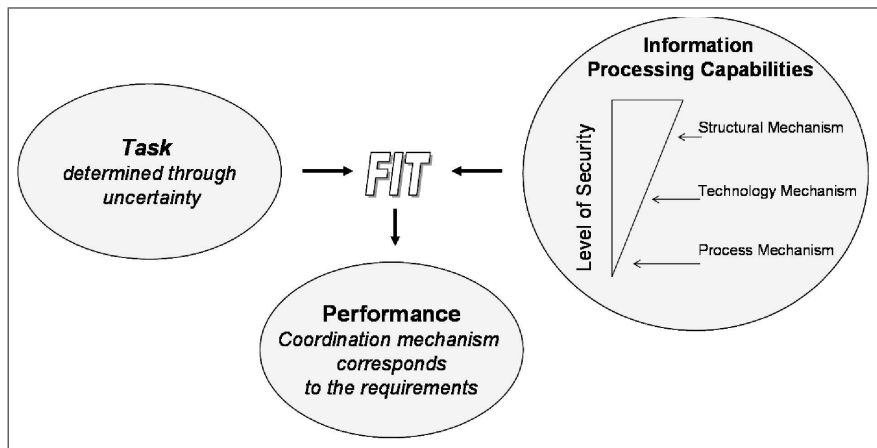 Task
determined through
uncertainty
FIT
Information
Processing Capabilities
Level of Security
Structural Mechanism
Technology Mechanism
Process Mechanism
Performance
Coordination mechanism
corresponds
to the requirements